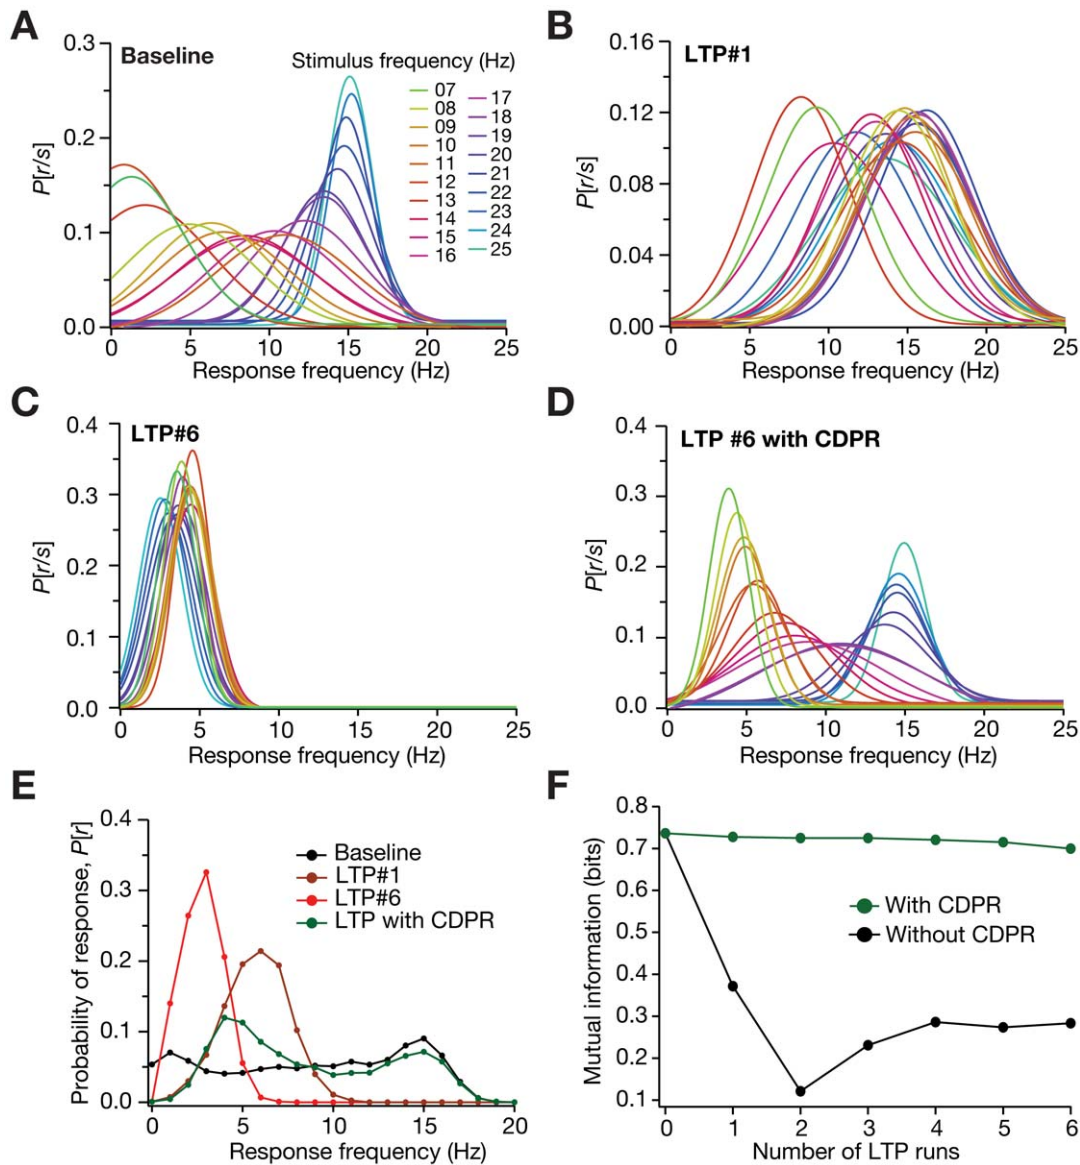 A
Baseline
Stimulus frequency (Hz)
07
08
09
10
11
12
13
14
15
16
17
18
19
20
21
22
23
24
25
0.3
0.2
0.1
0.0
P[r/s]
0 5 10 15 20 25
Response frequency (Hz)
B
LTP#1
0.16
0.12
0.08
0.04
0.00
P[r/s]
0 5 10 15 20 25
Response frequency (Hz)
C
LTP#6
0.4
0.3
0.2
0.1
0.0
P[r/s]
0 5 10 15 20 25
Response frequency (Hz)
D
LTP #6 with CDPR
0.4
0.3
0.2
0.1
0.0
P[r/s]
0 5 10 15 20 25
Response frequency (Hz)
E
0.4
0.3
0.2
0.1
0.0
Probability of response, P[r]
Baseline
LTP#1
LTP#6
LTP with CDPR
0 5 10 15 20
Response frequency (Hz)
F
0.8
0.7
0.6
0.5
0.4
0.3
0.2
0.1
Mutual information (bits)
With CDPR
Without CDPR
0 1 2 3 4 5 6
Number of LTP runs